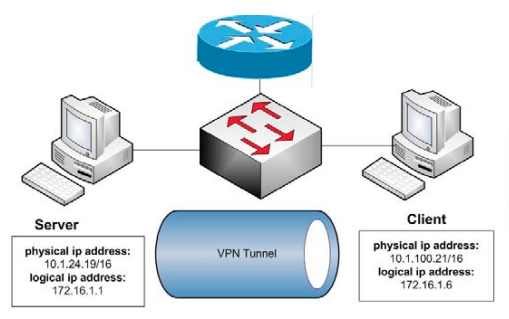 Server
physical ip address:
10.1.24.19/16
logical ip address:
172.16.1.1
VPN Tunnel
Client
physical ip address:
10.1.100.21/16
logical ip address:
172.16.1.6